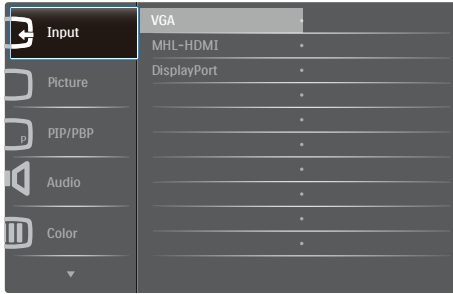 Input
Picture
P
PIP/PBP
Audio
Color
VGA
MHL-HDMI
DisplayPort